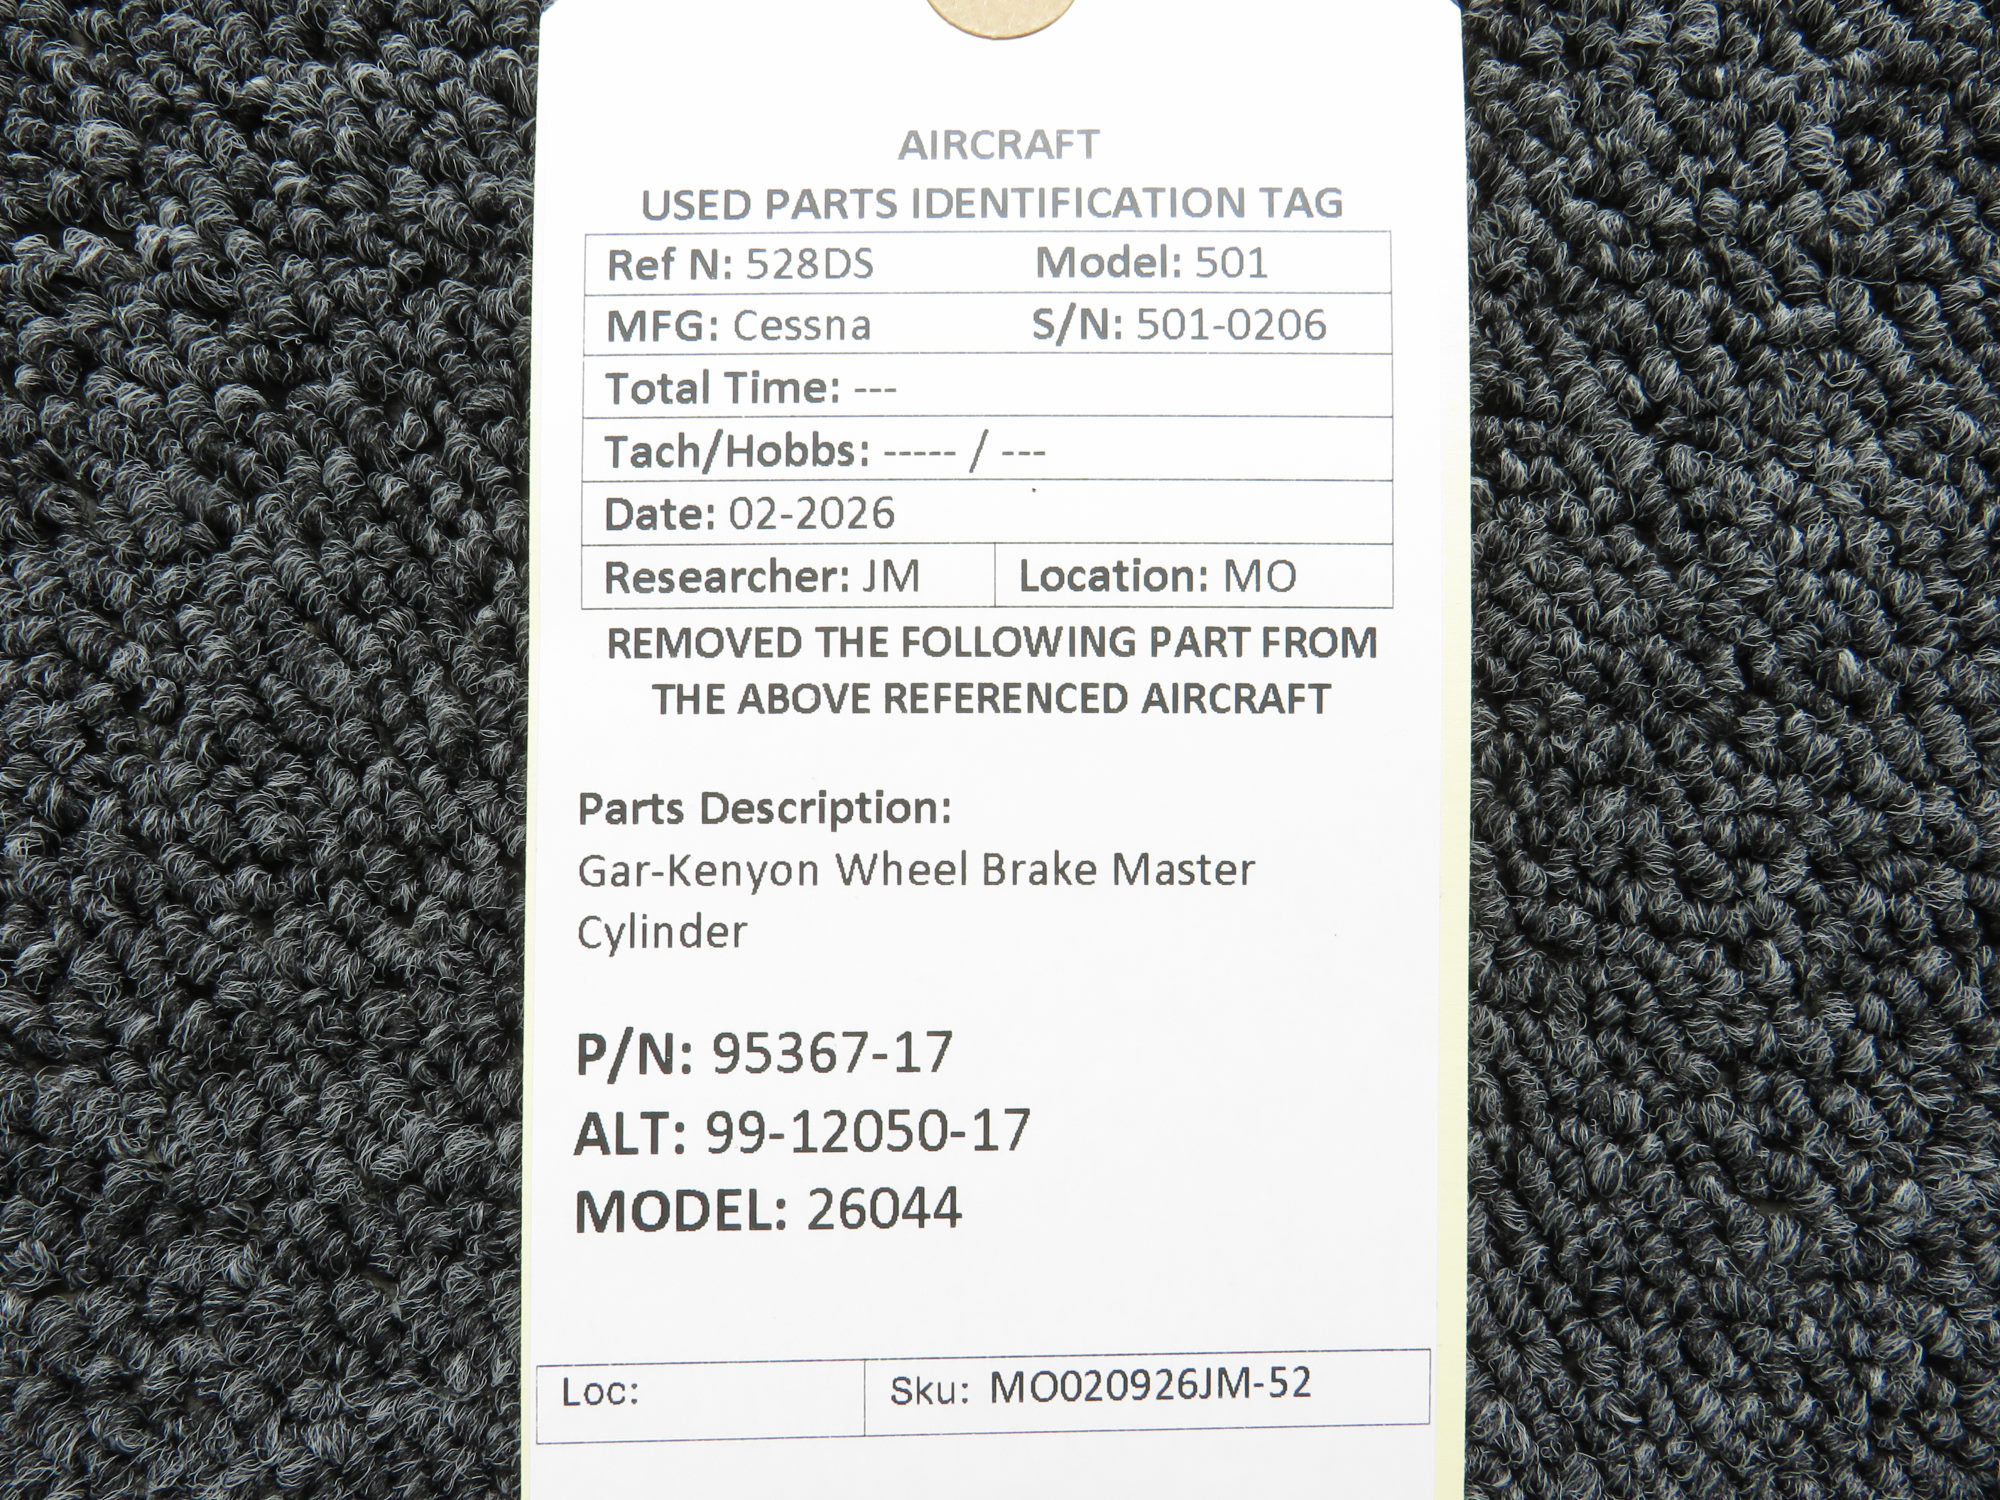 AIRCRAFT
USED PARTS IDENTIFICATION TAG
Ref N: 528DS Model: 501
MFG: Cessna S/N: 501-0206
Total Time: ---
Tach/Hobbs: ----- / ---
Date: 02-2026
Researcher: JM Location: MO
REMOVED THE FOLLOWING PART FROM
THE ABOVE REFERENCED AIRCRAFT
Parts Description:
Gar-Kenyon Wheel Brake Master
Cylinder
P/N: 95367-17
ALT: 99-12050-17
MODEL: 26044
Loc: Sku: MO020926JM-52